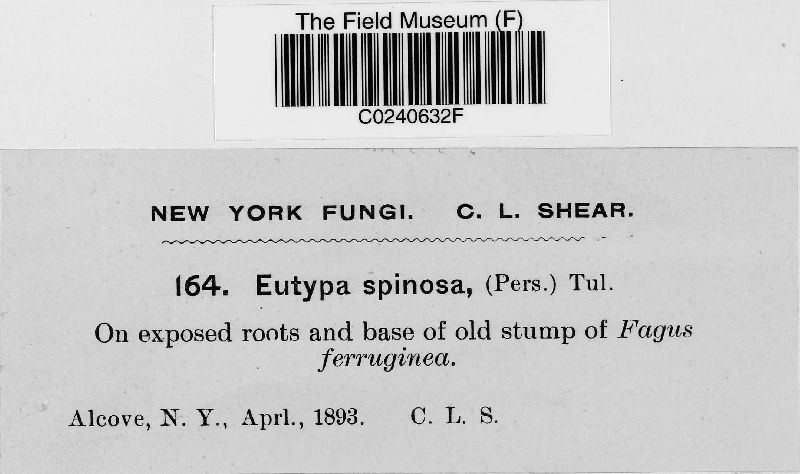 The Field Museum (F)
C0240632F
NEW YORK FUNGI. C. L. SHEAR.
164. Eutypa spinosa, (Pers.) Tul.
On exposed roots and base of old stump of Fagus
ferruginea.
Alcove, N. Y., Aprl., 1893. C. L. S.